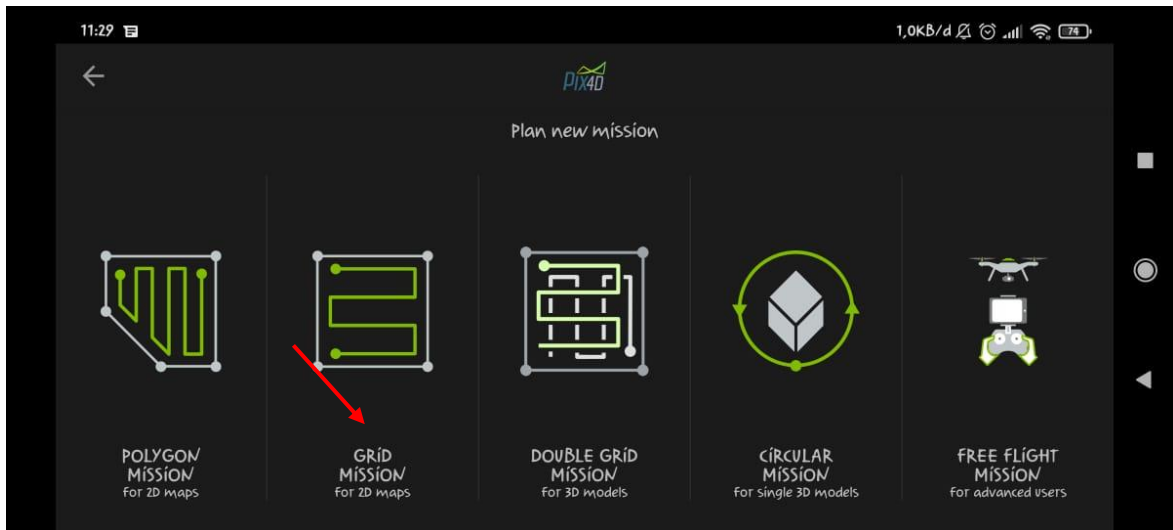 11:29
1,0KB/d
74
PIX4D
Plan new mission
POLYGON
MISSION
for 2D maps
GRID
MISSION
for 2D maps
DOUBLE GRID
MISSION
for 3D models
CIRCULAR
MISSION
for single 3D models
FREE FLIGHT
MISSION
for advanced users